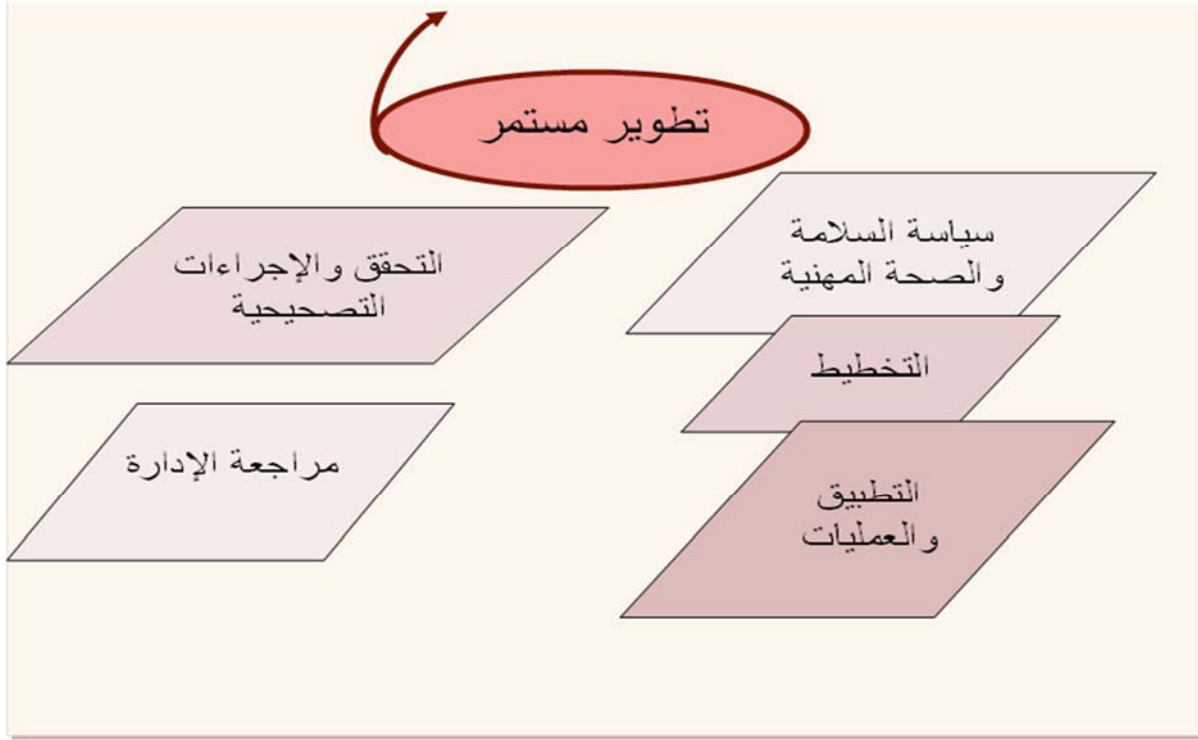 تطوير مستمر
سياسة السلامة
والصحة المهنية
التخطيط
التطبيق
والعمليات
التحقق والإجراءات
التصحيحية
مراجعة الإدارة